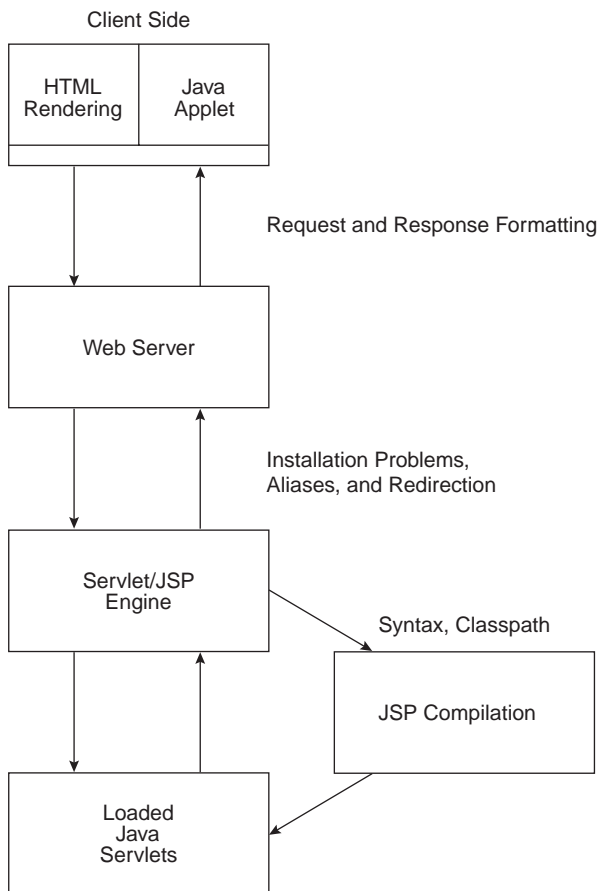 Client Side
HTML
Rendering
Java
Applet
Request and Response Formatting
Web Server
Installation Problems,
Aliases, and Redirection
Servlet/JSP
Engine
Syntax, Classpath
JSP Compilation
Loaded
Java
Servlets